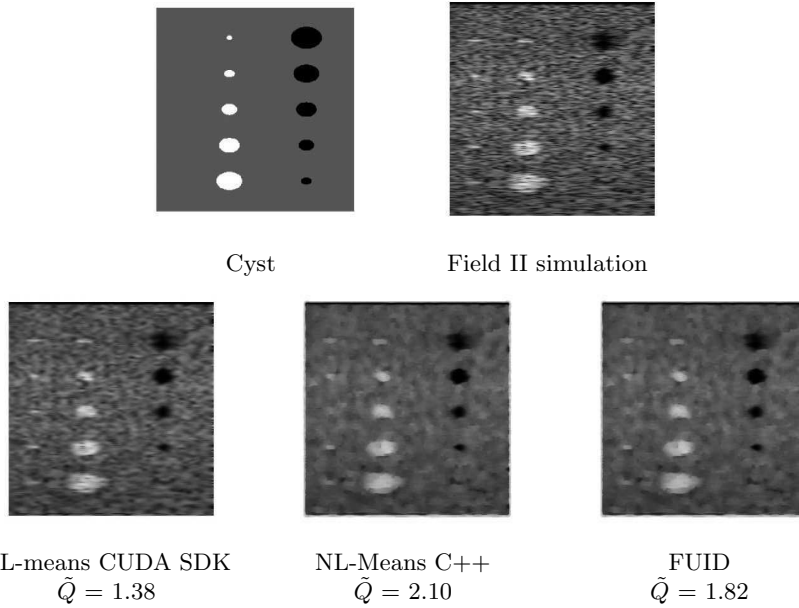 Cyst
Field II simulation
L-means CUDA SDK
NL-Means C++
FUID
Q̃ = 1.38
Q̃ = 2.10
Q̃ = 1.82